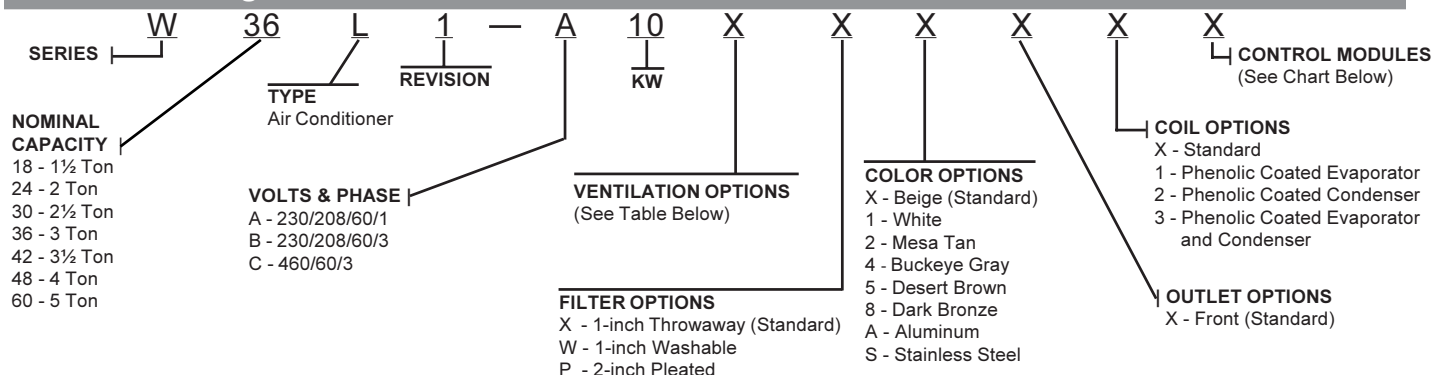 W 36 L 1 — A 10 X X X X X X
SERIES
NOMINAL
CAPACITY
18 - 1½ Ton
24 - 2 Ton
30 - 2½ Ton
36 - 3 Ton
42 - 3½ Ton
48 - 4 Ton
60 - 5 Ton
TYPE
Air Conditioner
REVISION
VOLTS & PHASE
A - 230/208/60/1
B - 230/208/60/3
C - 460/60/3
KW
VENTILATION OPTIONS
(See Table Below)
FILTER OPTIONS
X - 1-inch Throwaway (Standard)
W - 1-inch Washable
P - 2-inch Pleated
COLOR OPTIONS
X - Beige (Standard)
1 - White
2 - Mesa Tan
4 - Buckeye Gray
5 - Desert Brown
8 - Dark Bronze
A - Aluminum
S - Stainless Steel
OUTLET OPTIONS
X - Front (Standard)
COIL OPTIONS
X - Standard
1 - Phenolic Coated Evaporator
2 - Phenolic Coated Condenser
3 - Phenolic Coated Evaporator
and Condenser
CONTROL MODULES
(See Chart Below)